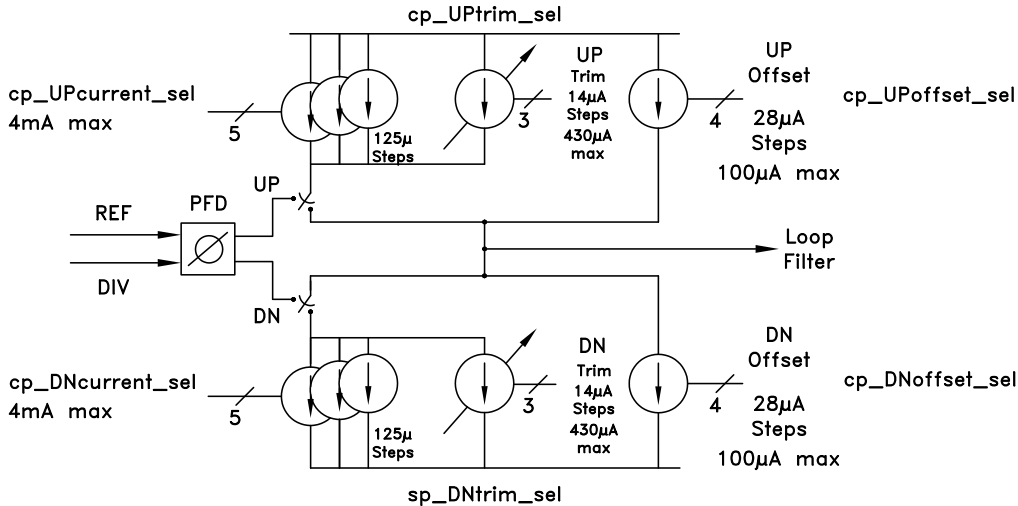 cp_UPtrim_sel
cp_UPcurrent_sel
4mA max
5
125µ
Steps
UP
Trim
14µA
Steps
430µA
max
3
UP
Offset
4
28µA
Steps
100µA max
cp_UPoffset_sel
UP
PFD
REF
DIV
DN
Loop
Filter
cp_DNcurrent_sel
4mA max
5
125µ
Steps
DN
Trim
14µA
Steps
430µA
max
3
DN
Offset
4
28µA
Steps
100µA max
cp_DNoffset_sel
sp_DNtrim_sel